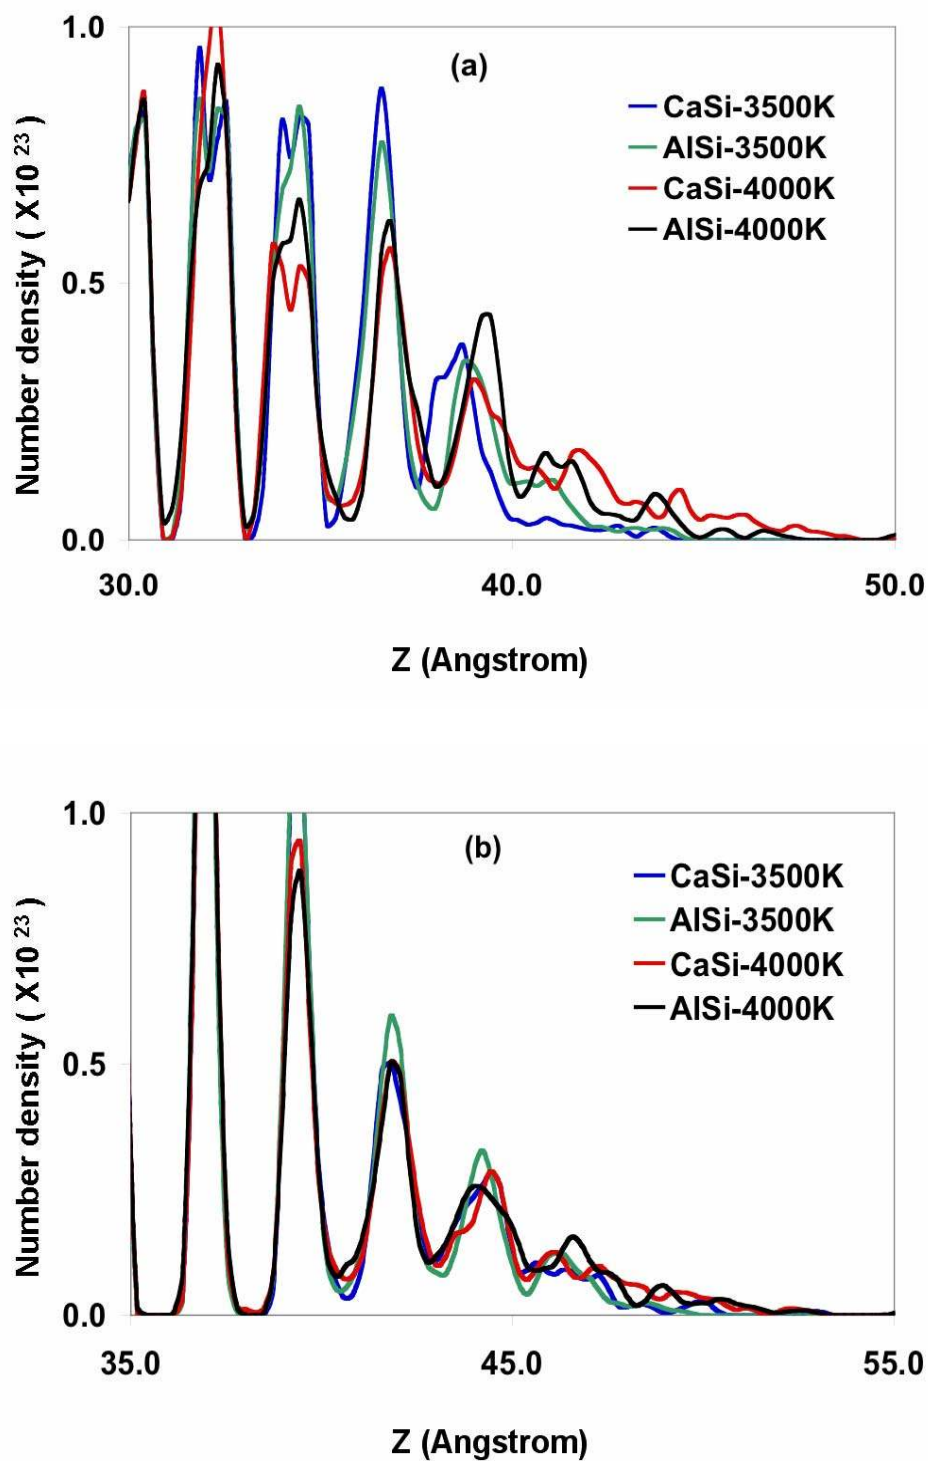 (a)
1.0
0.5
0.0
Number density ( X10 23)
CaSi-3500K
AlSi-3500K
CaSi-4000K
AlSi-4000K
30.0 40.0 50.0
Z (Angstrom)
(b)
1.0
0.5
0.0
Number density ( X10 23)
CaSi-3500K
AlSi-3500K
CaSi-4000K
AlSi-4000K
35.0 45.0 55.0
Z (Angstrom)